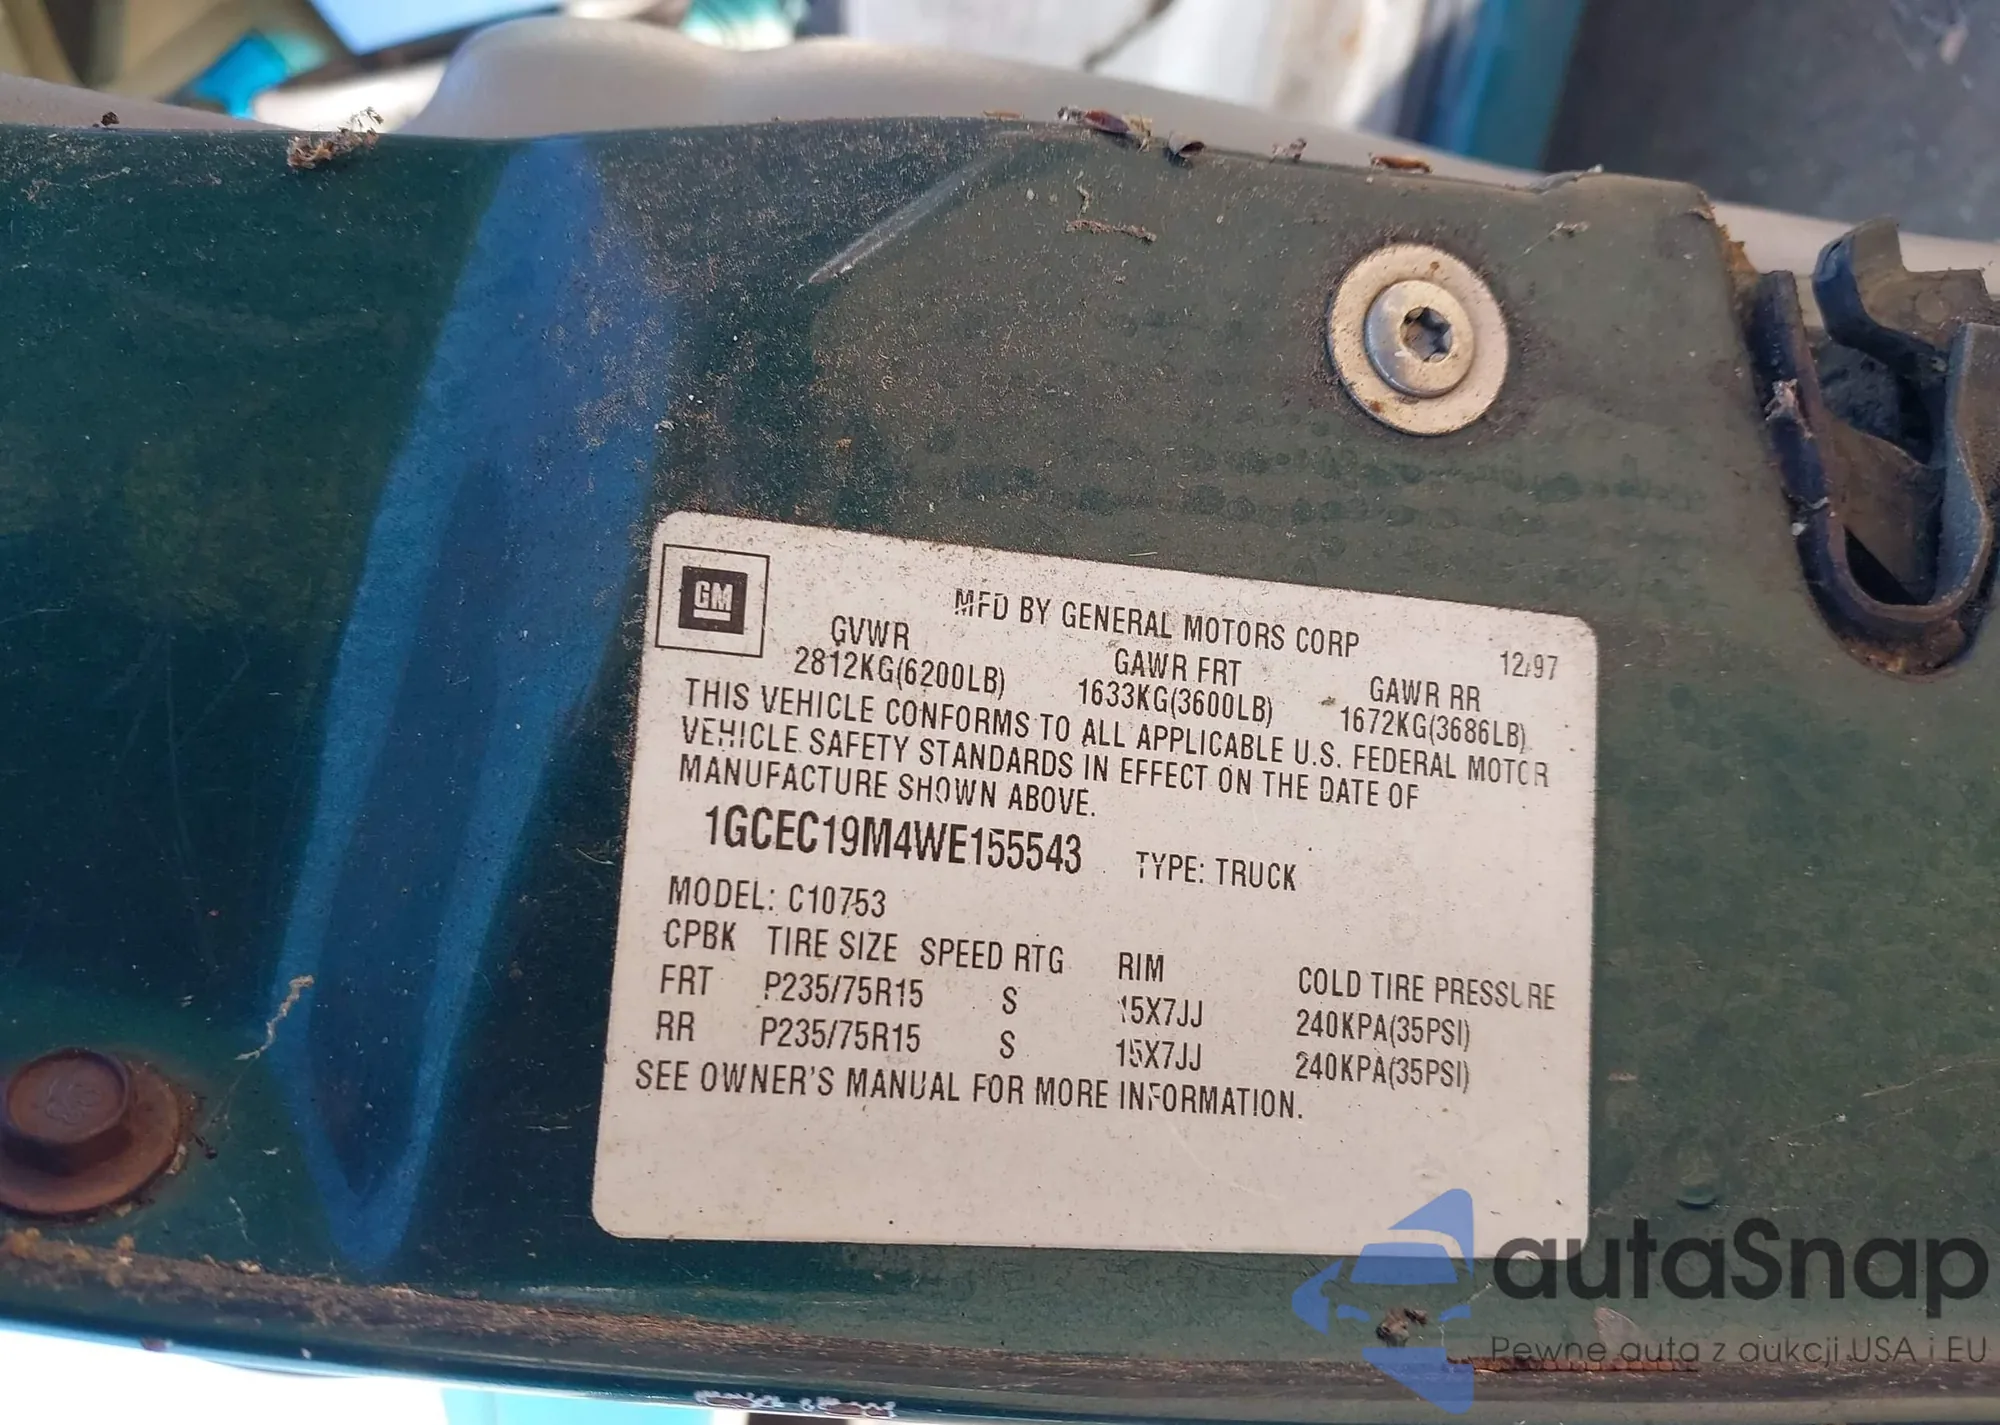 GM
MFD BY GENERAL MOTORS CORP 12/97
GVWR GAWR FRT GAWR RR
2812KG(6200LB) 1633KG(3600LB) 1672KG(3686LB)
THIS VEHICLE CONFORMS TO ALL APPLICABLE U.S. FEDERAL MOTOR
VEHICLE SAFETY STANDARDS IN EFFECT ON THE DATE OF
MANUFACTURE SHOWN ABOVE.
1GCEC19M4WE155543 TYPE: TRUCK
MODEL: C10753
CPBK TIRE SIZE SPEED RTG RIM COLD TIRE PRESSURE
FRT P235/75R15 S 15X7JJ 240KPA(35PSI)
RR P235/75R15 S 15X7JJ 240KPA(35PSI)
SEE OWNER'S MANUAL FOR MORE INFORMATION.
autaSnap
Pewne auta z aukcji USA i EU